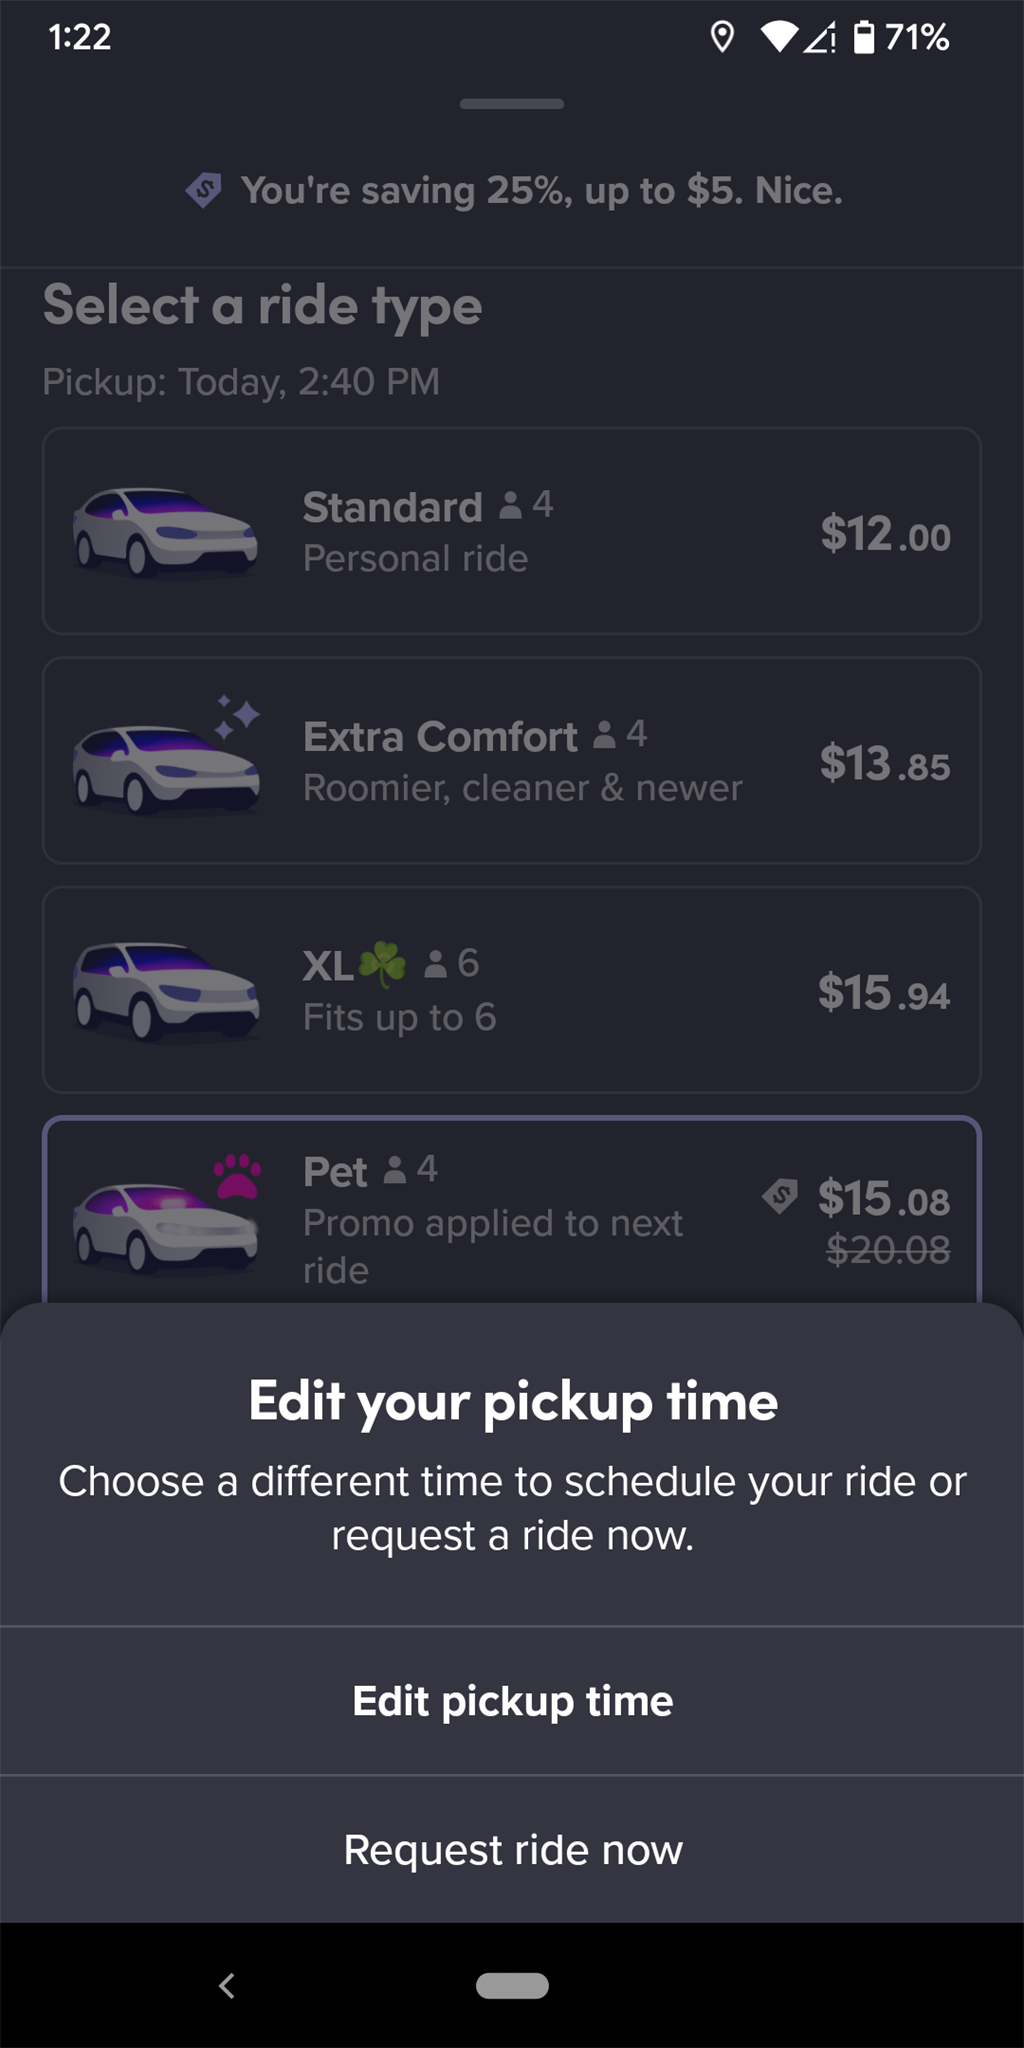 1:22
71%
You're saving 25%, up to $5. Nice.
Select a ride type
Pickup: Today, 2:40 PM
Standard 4
Personal ride
$12.00
Extra Comfort 4
Roomier, cleaner & newer
$13.85
XL☘️ 6
Fits up to 6
$15.94
Pet 4
Promo applied to next
ride
$15.08
$20.08
Edit your pickup time
Choose a different time to schedule your ride or
request a ride now.
Edit pickup time
Request ride now